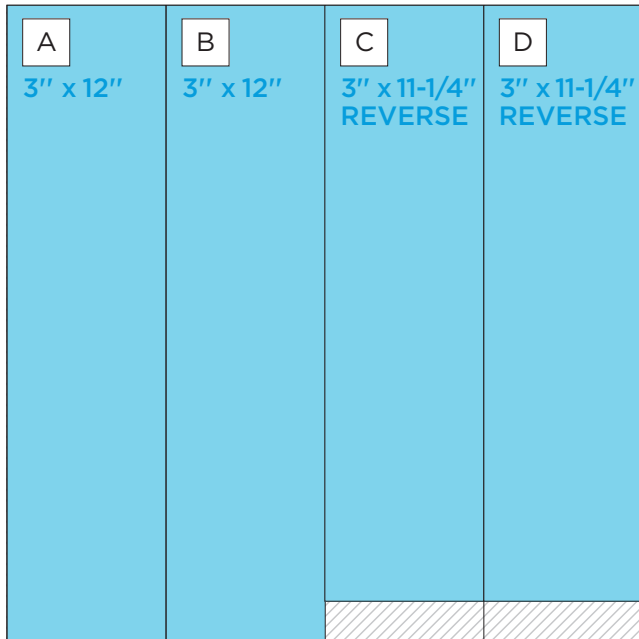 A
3" x 12"
B
3" x 12"
C
3" x 11-1/4"
REVERSE
D
3" x 11-1/4"
REVERSE